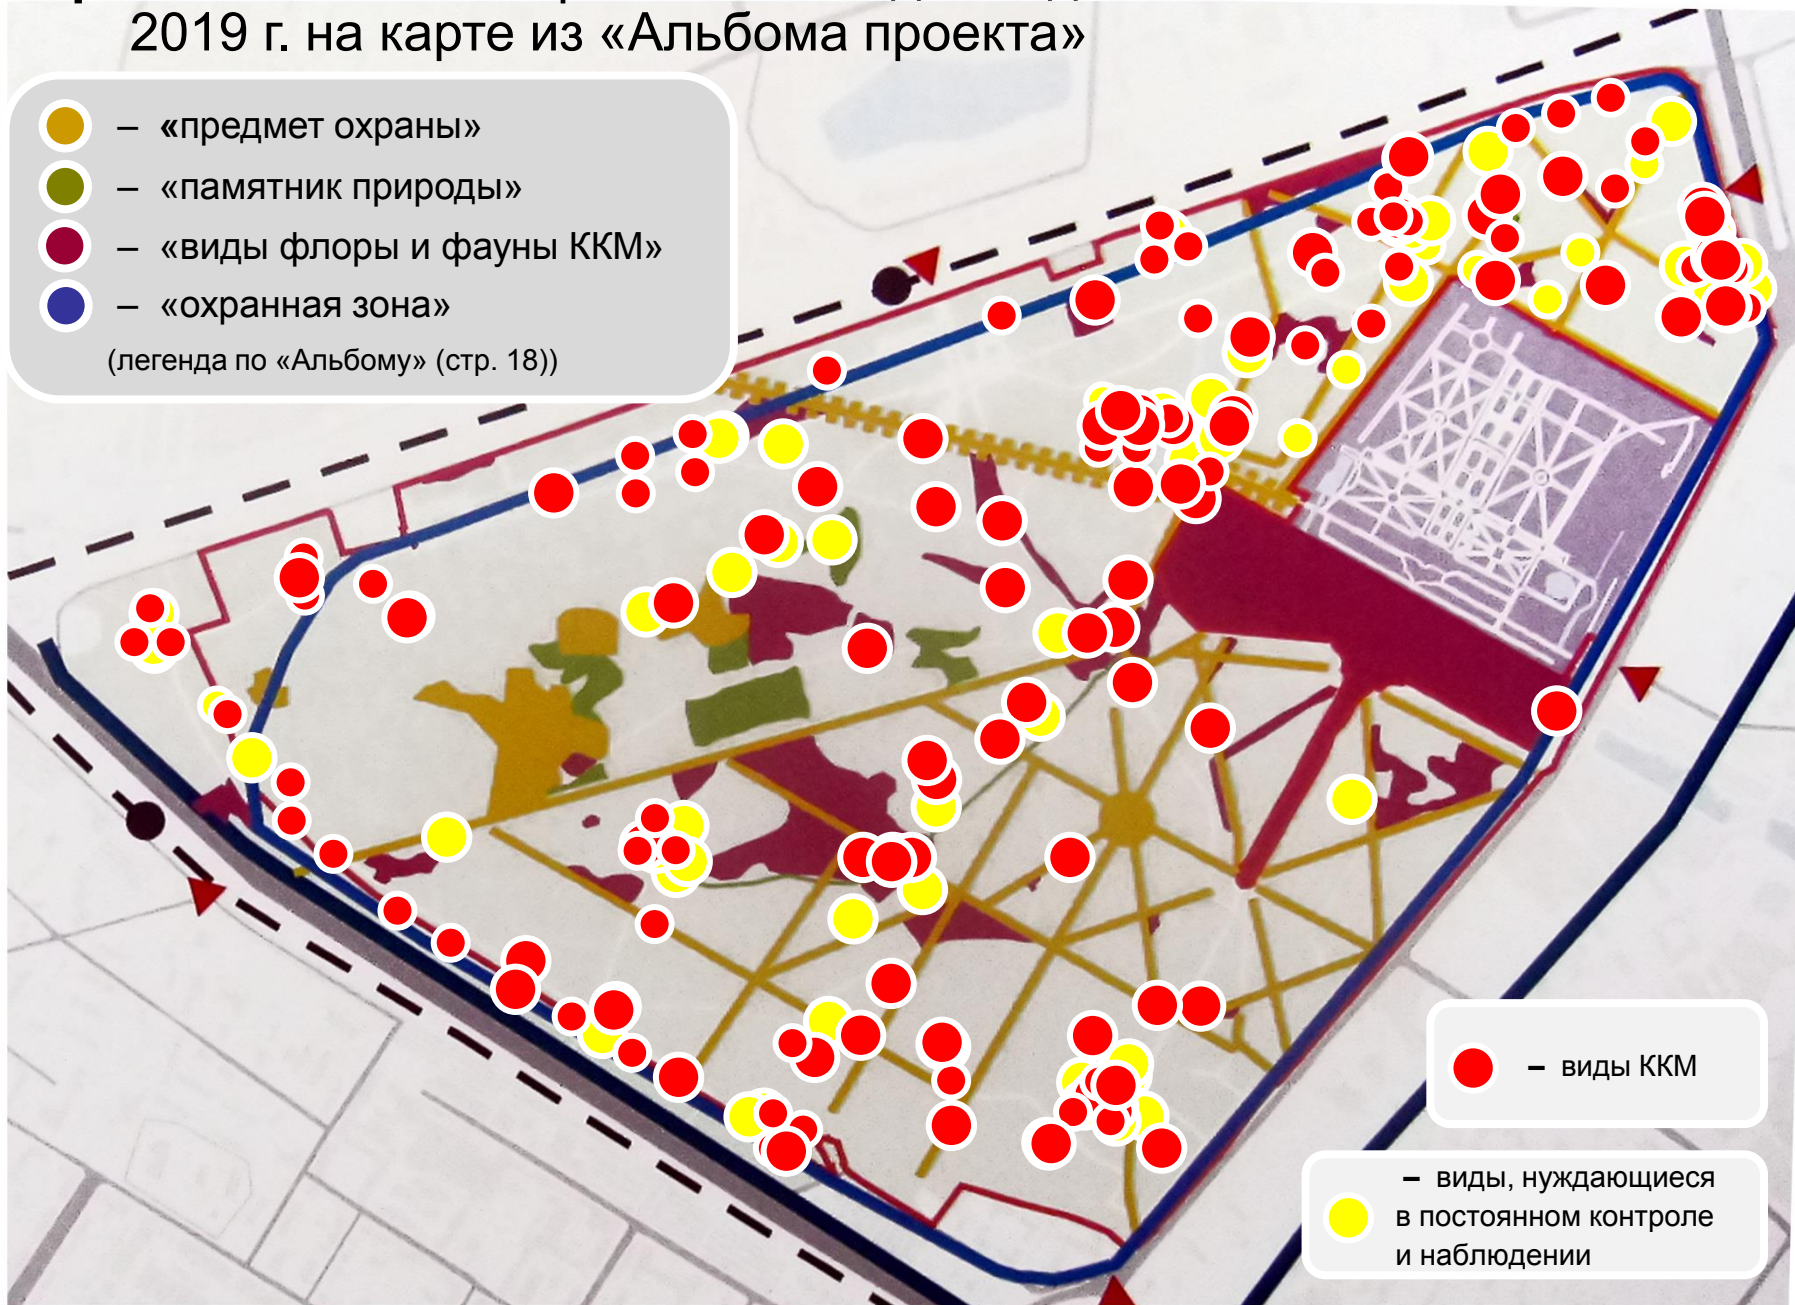 2019 г. на карте из «Альбома проекта»
– «предмет охраны»
– «памятник природы»
– «виды флоры и фауны ККМ»
– «охранная зона»
(легенда по «Альбому» (стр. 18))
– виды ККМ
– виды, нуждающиеся
в постоянном контроле
и наблюдении